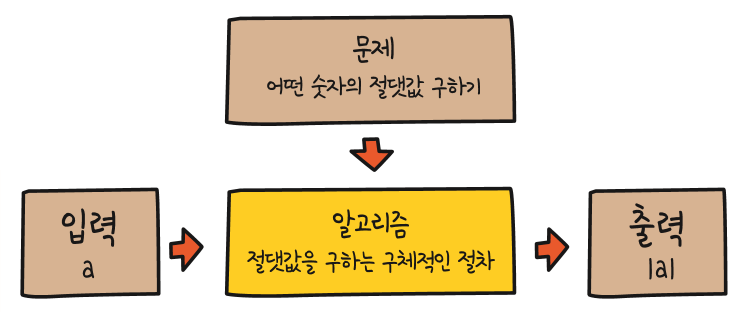 문제
어떤 숫자의 절댓값 구하기
입력
a
알고리즘
절댓값을 구하는 구체적인 절차
출력
|a|